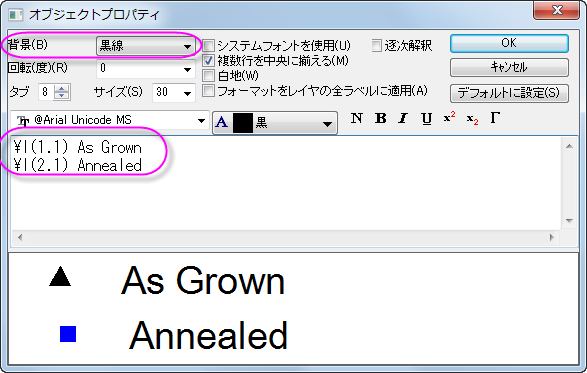 オブジェクトプロパティ
背景(B) 黒線 システムフォントを使用(U) 逐次解釈 OK
複数行を中央に揃える(M)
回転(度)(R) 0 キャンセル
白地(W)
タブ 8 サイズ(S) 30 フォーマットをレイヤの全ラベルに適用(A) デフォルトに設定(S)
@Arial Unicode MS A 黒 N B I U x² x₂ Γ
¥l(1.1) As Grown
¥l(2.1) Annealed
As Grown
Annealed